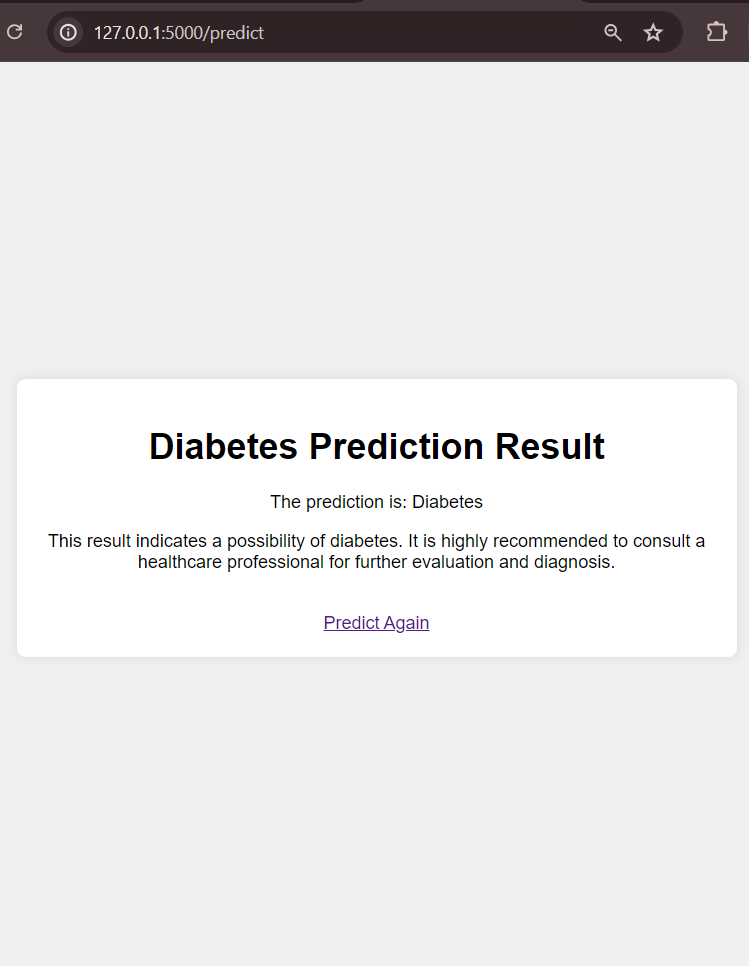 127.0.0.1:5000/predict
Diabetes Prediction Result
The prediction is: Diabetes
This result indicates a possibility of diabetes. It is highly recommended to consult a
healthcare professional for further evaluation and diagnosis.
Predict Again